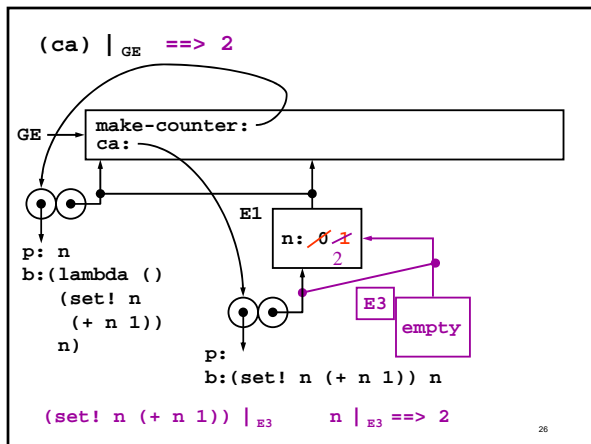 (ca) |GE ==> 2
make-counter:
GE
ca:
E1
n: 0 1
2
p: n
b:(lambda ()
(set! n
(+ n 1))
n)
E3
empty
p:
b:(set! n (+ n 1)) n
(set! n (+ n 1)) |E3 n |E3 ==> 2
26